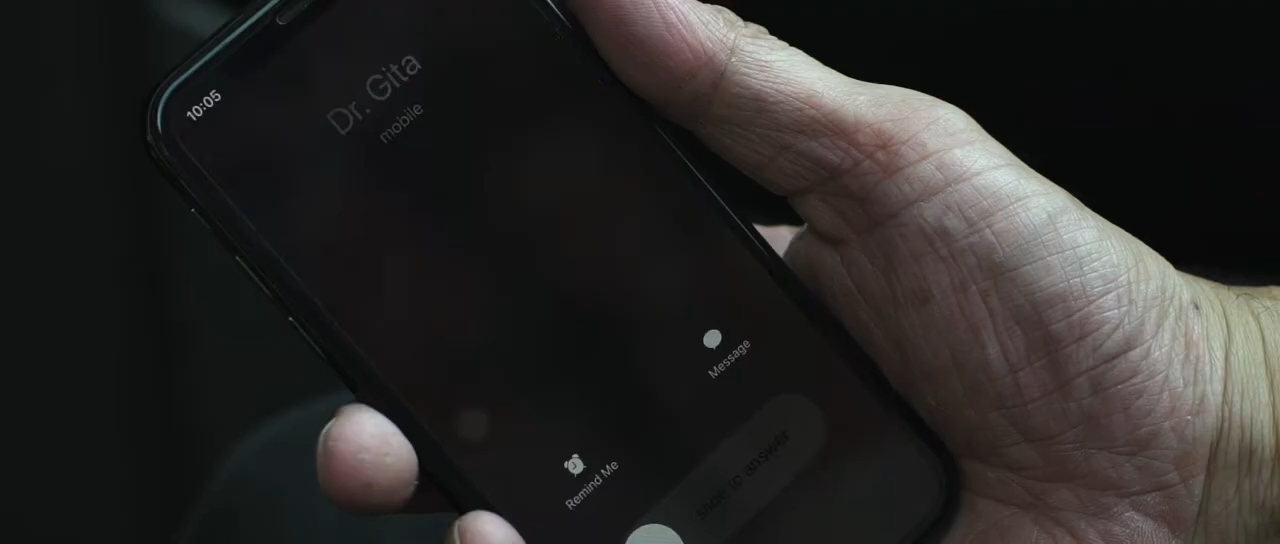 10:05
Dr. Gita
mobile
Message
Remind Me
slide to answer